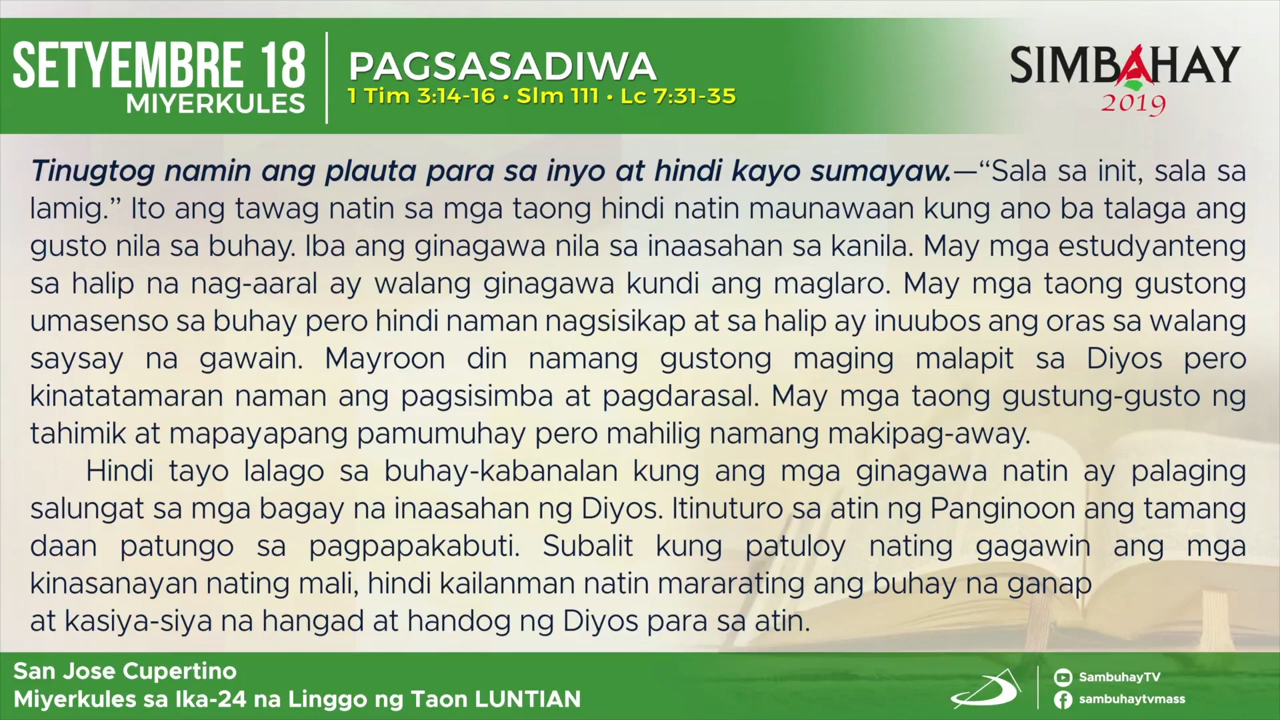 SETYEMBRE 18
MIYERKULES
PAGSASADIWA
1 Tim 3:14-16 • Slm 111 • Lc 7:31-35
SIMBAHAY
2019
Tinugtog namin ang plauta para sa inyo at hindi kayo sumayaw.—“Sala sa init, sala sa
lamig.” Ito ang tawag natin sa mga taong hindi natin maunawaan kung ano ba talaga ang
gusto nila sa buhay. Iba ang ginagawa nila sa inaasahan sa kanila. May mga estudyanteng
sa halip na nag-aaral ay walang ginagawa kundi ang maglaro. May mga taong gustong
umasenso sa buhay pero hindi naman nagsisikap at sa halip ay inuubos ang oras sa walang
saysay na gawain. Mayroon din namang gustong maging malapit sa Diyos pero
kinatatamaran naman ang pagsisimba at pagdarasal. May mga taong gustung-gusto ng
tahimik at mapayapang pamumuhay pero mahilig namang makipag-away.
Hindi tayo lalago sa buhay-kabanalan kung ang mga ginagawa natin ay palaging
salungat sa mga bagay na inaasahan ng Diyos. Itinuturo sa atin ng Panginoon ang tamang
daan patungo sa pagpapakabuti. Subalit kung patuloy nating gagawin ang mga
kinasanayan nating mali, hindi kailanman natin mararating ang buhay na ganap
at kasiya-siya na hangad at handog ng Diyos para sa atin.
San Jose Cupertino
Miyerkules sa Ika-24 na Linggo ng Taon LUNTIAN
SambuhayTV
sambuhaytvmass